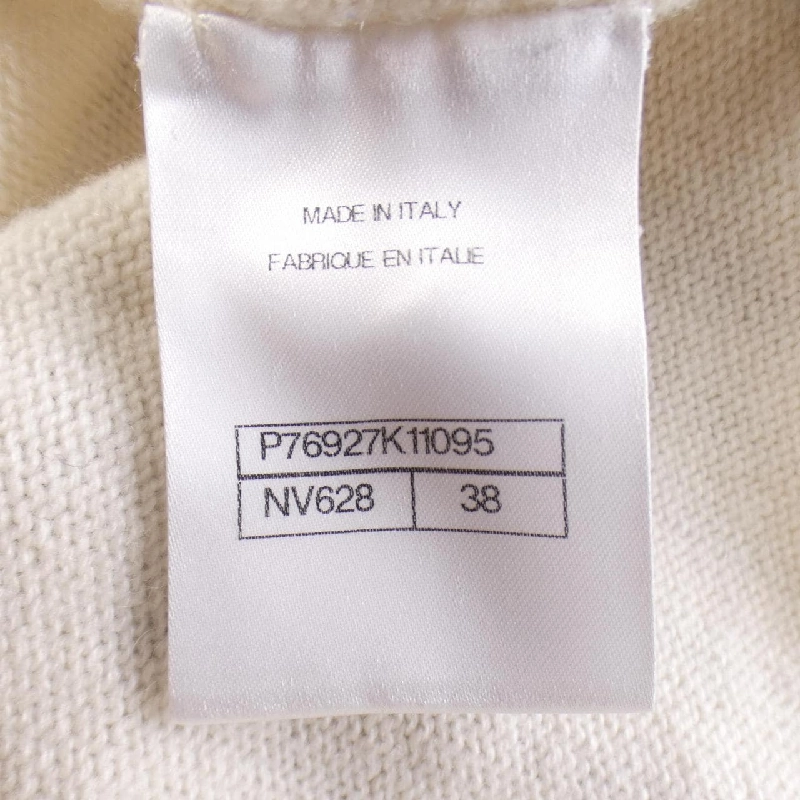 MADE IN ITALY
FABRIQUE EN ITALIE
P76927K11095
NV628 38